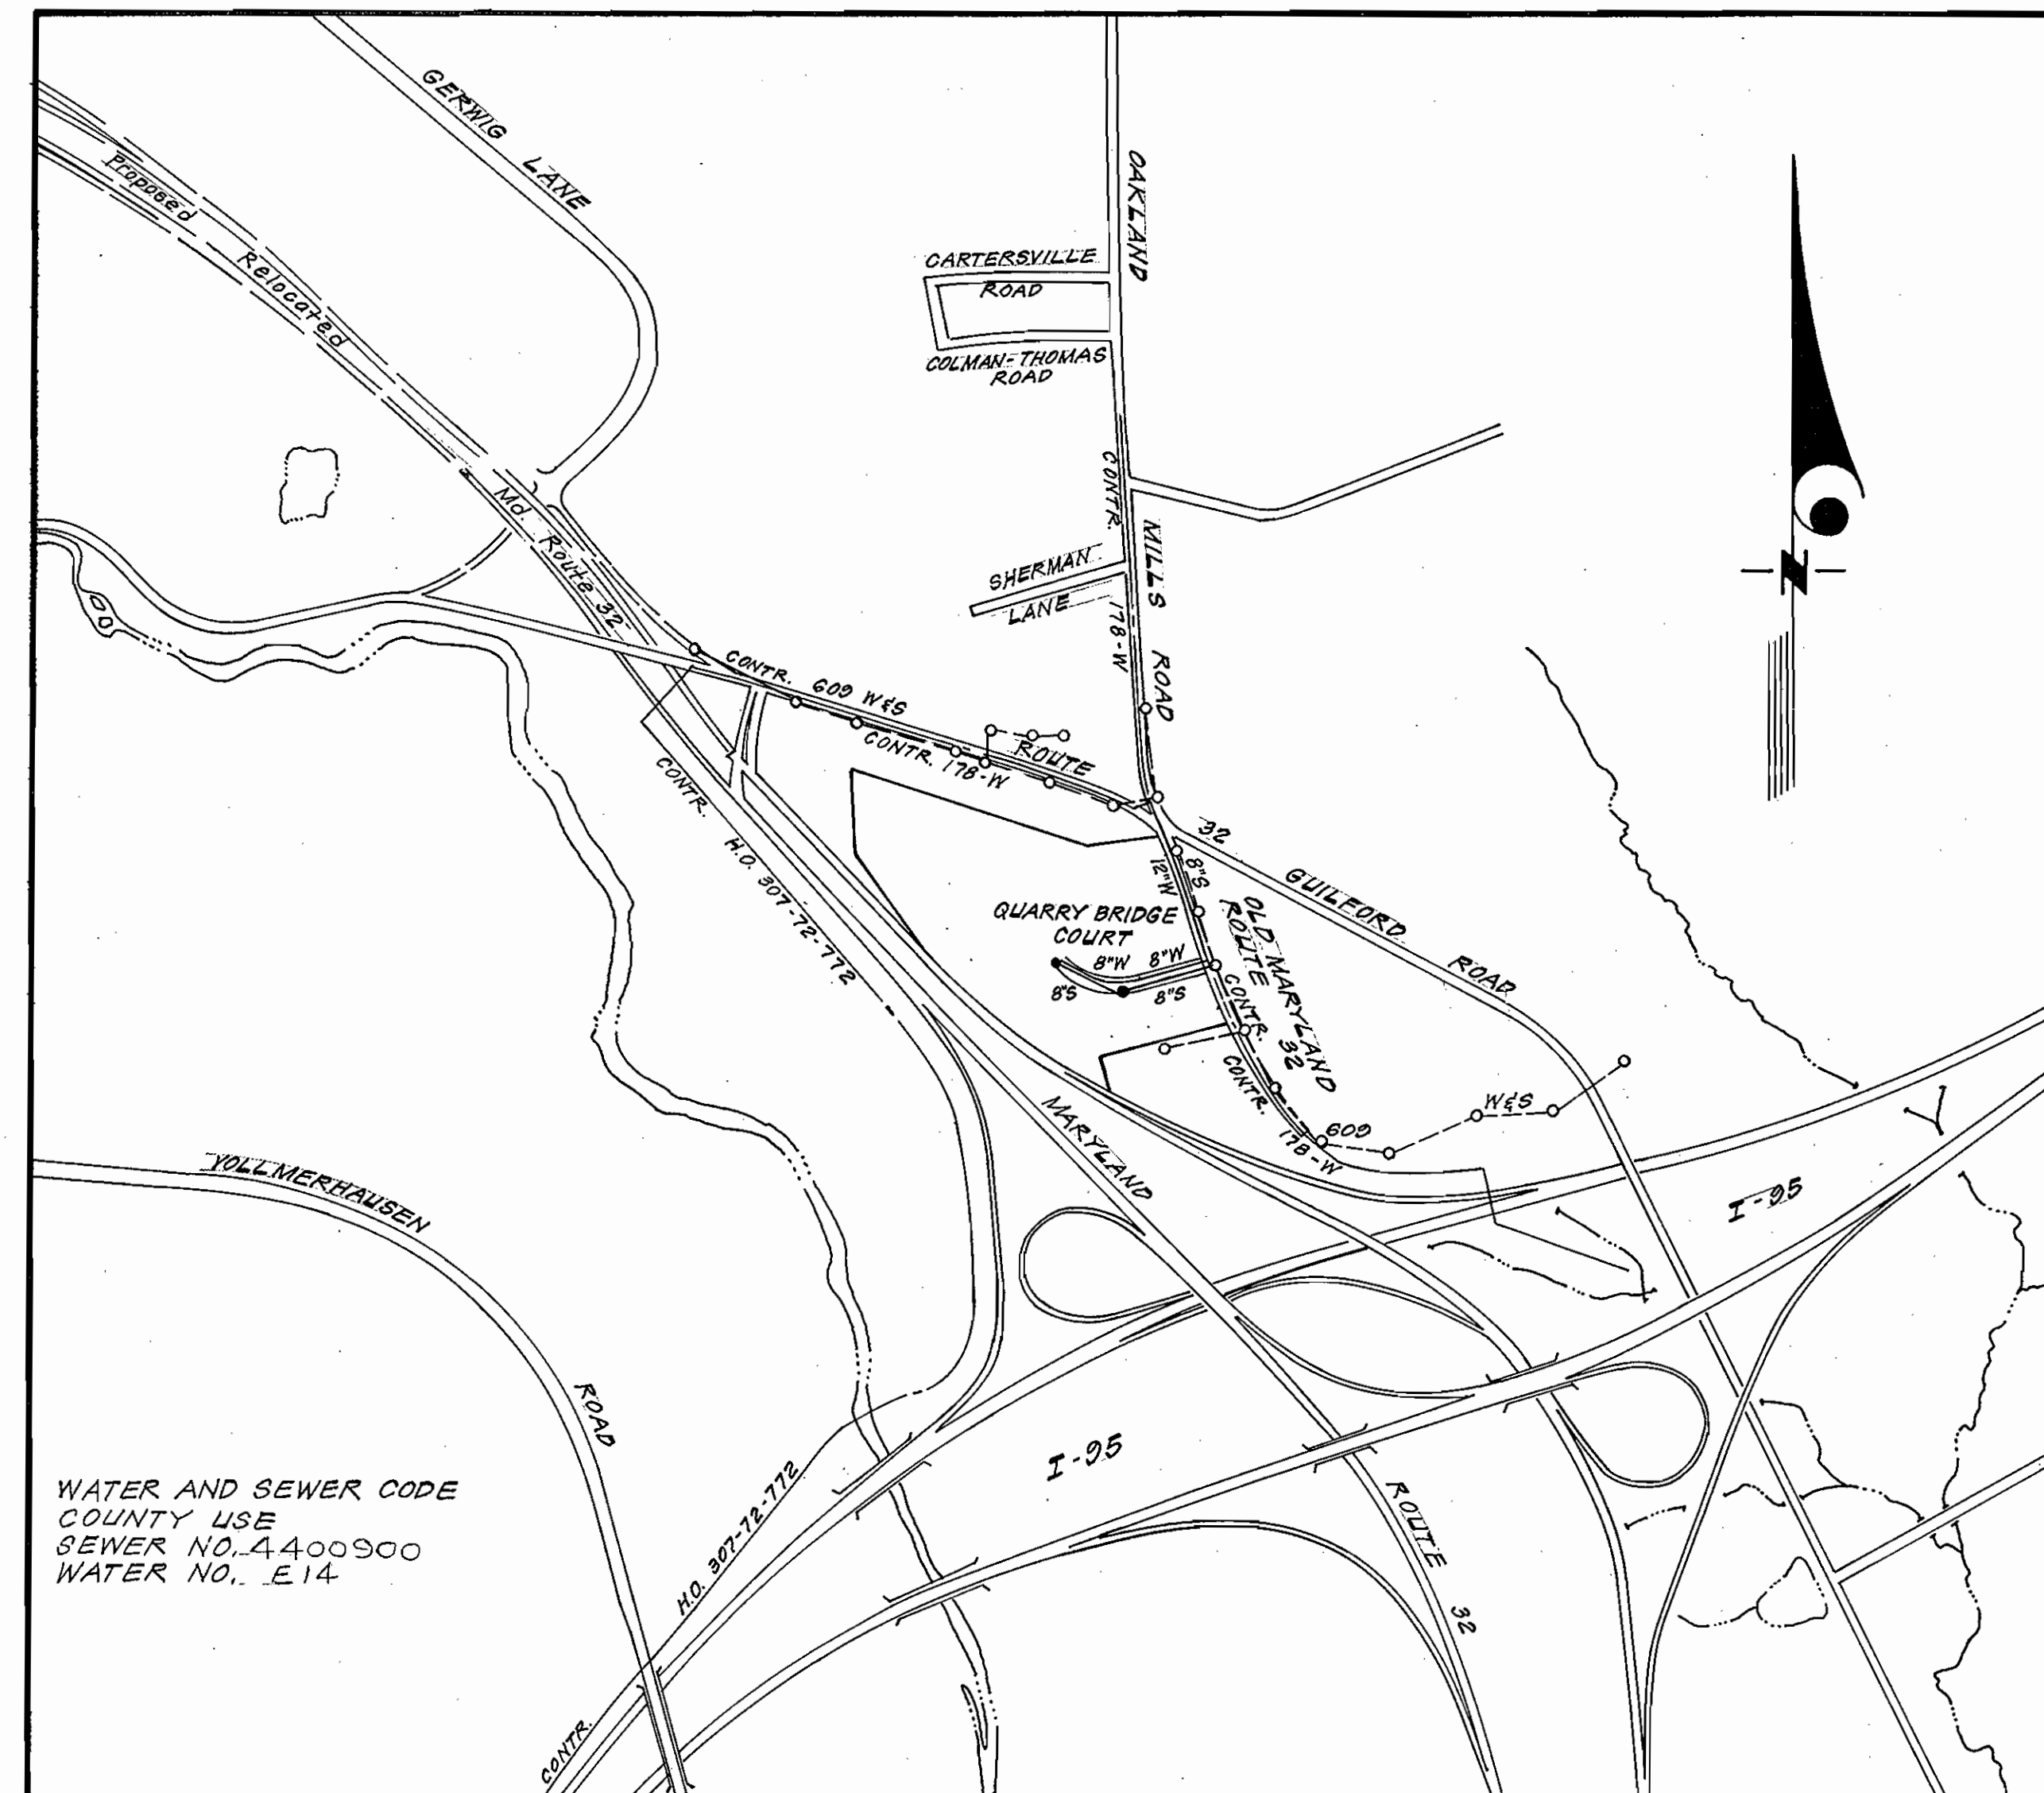 GERWIG LANE
Proposed Relocated Md. Route 32
OAKLAND MILLS ROAD
CARTERSVILLE
ROAD
COLMAN-THOMAS
ROAD
CONTR. 178-W
SHERMAN
LANE
N
CONTR. 609 W&S
CONTR. 178-W
ROUTE 32
GUILFORD ROAD
CONTR. H.O. 307-72-772
12"W
8"S
QUARRY BRIDGE
COURT
8"W 8"W
8"S 8"S
OLD MARYLAND
ROUTE 32
CONTR. 609 W&S
CONTR. 178-W
MARYLAND ROUTE 32
I-95
I-95
VOLLMERHAUSEN ROAD
CONTR. H.O. 307-72-772
WATER AND SEWER CODE
COUNTY USE
SEWER NO. 4400900
WATER NO. E14